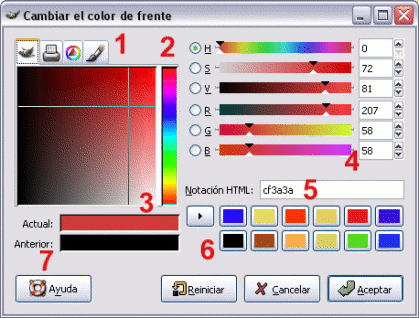 Cambiar el color de frente
1
2
H 0
S 72
V 81
R 207
G 58
B 58
4
3
Notación HTML: cf3a3a
5
Actual:
Anterior:
6
7
Ayuda
Reiniciar
Cancelar
Aceptar